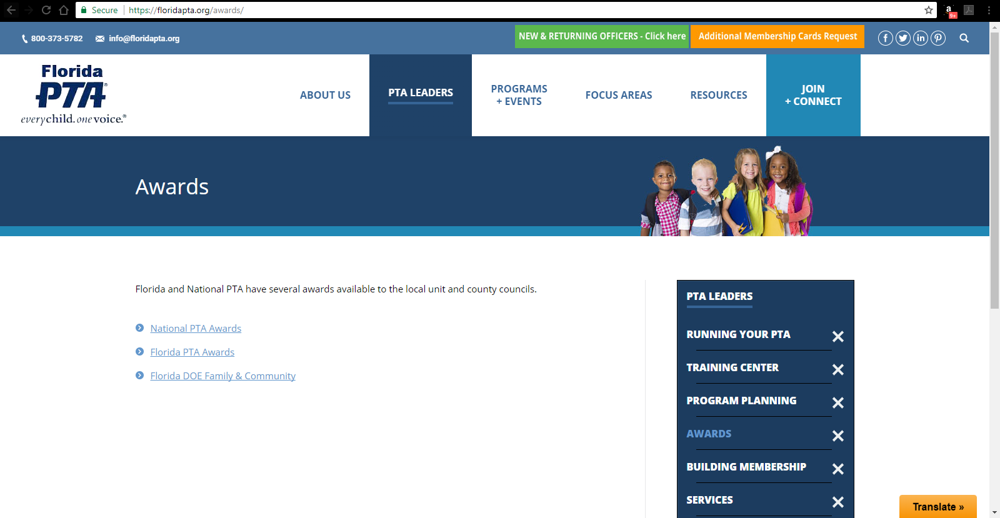 Secure
https://floridapta.org/awards/
a
9+
800-373-5782
info@floridapta.org
NEW & RETURNING OFFICERS - Click here
Additional Membership Cards Request
f
in
Florida
PTA®
everychild.onevoice.®
ABOUT US
PTA LEADERS
PROGRAMS
+ EVENTS
FOCUS AREAS
RESOURCES
JOIN
+ CONNECT
Awards
Florida and National PTA have several awards available to the local unit and county councils.
National PTA Awards
Florida PTA Awards
Florida DOE Family & Community
PTA LEADERS
RUNNING YOUR PTA
TRAINING CENTER
PROGRAM PLANNING
AWARDS
BUILDING MEMBERSHIP
SERVICES
Translate »